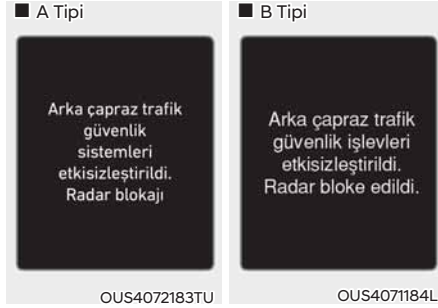 ■ A Tipi
Arka çapraz trafik
güvenlik
sistemleri
etkisizleştirildi.
Radar blokajı
OUS4072183TU
■ B Tipi
Arka çapraz trafik
güvenlik işlevleri
etkisizleştirildi.
Radar bloke edildi.
OUS4071184L